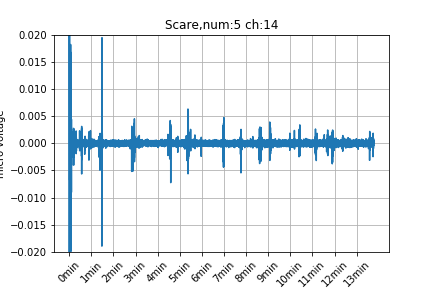 Scare,num:5 ch:14
0.020
0.015
0.010
0.005
0.000
−0.005
−0.010
−0.015
−0.020
micro voltage
0min
1min
2min
3min
4min
5min
6min
7min
8min
9min
10min
11min
12min
13min